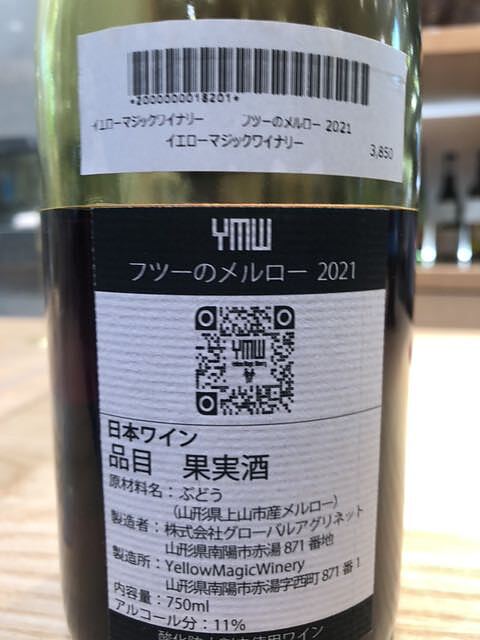 *2000000018201*
イエローマジックワイナリー フツーのメルロー 2021
イエローマジックワイナリー
3,850
YMW
フツーのメルロー 2021
YMW
日本ワイン
品目 果実酒
原材料名：ぶどう
（山形県上山市産メルロー）
製造者：株式会社グローバルアグリネット
山形県南陽市赤湯 871 番地
製造所：YellowMagicWinery
山形県南陽市赤湯字西町 871 番 1
内容量：750ml
アルコール分：11%